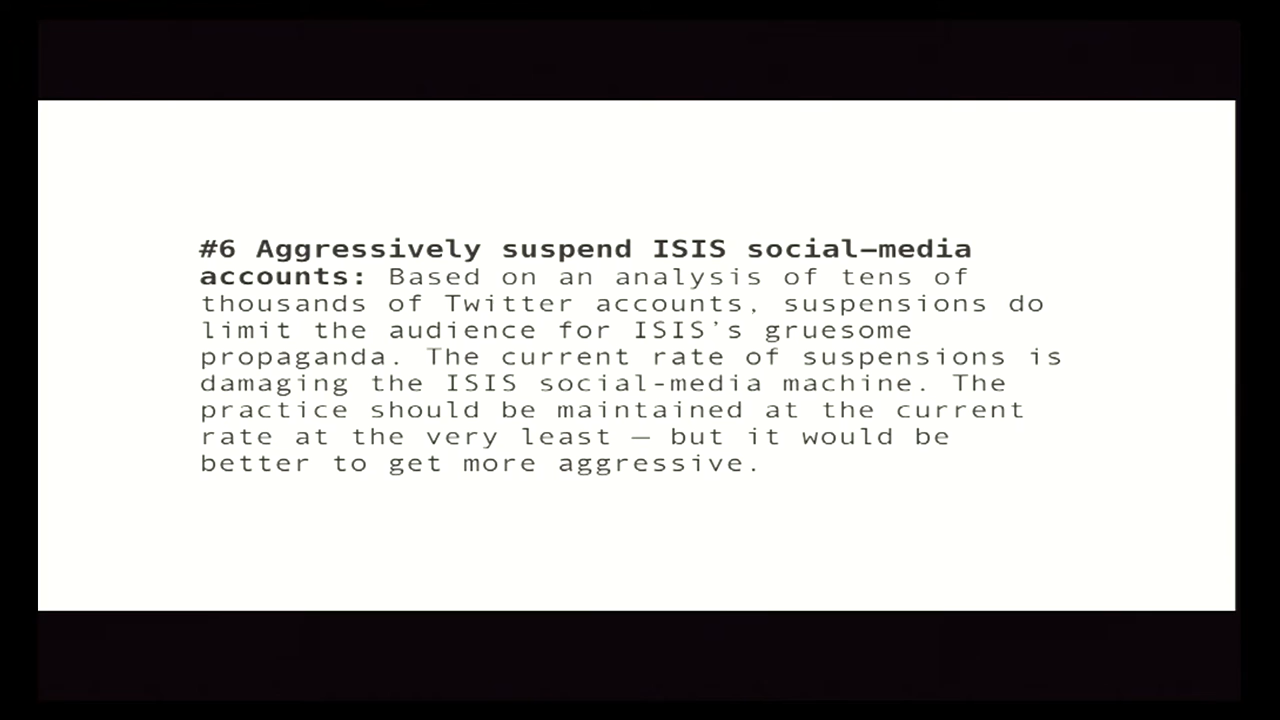 #6 Aggressively suspend ISIS social—media
accounts: Based on an analysis of tens of
thousands of Twitter accounts, suspensions do
limit the audience for ISIS’s gruesome
propaganda. The current rate of suspensions is
damaging the ISIS social-media machine. The
practice should be maintained at the current
rate at the very least — but it would be
better to get more aggressive.